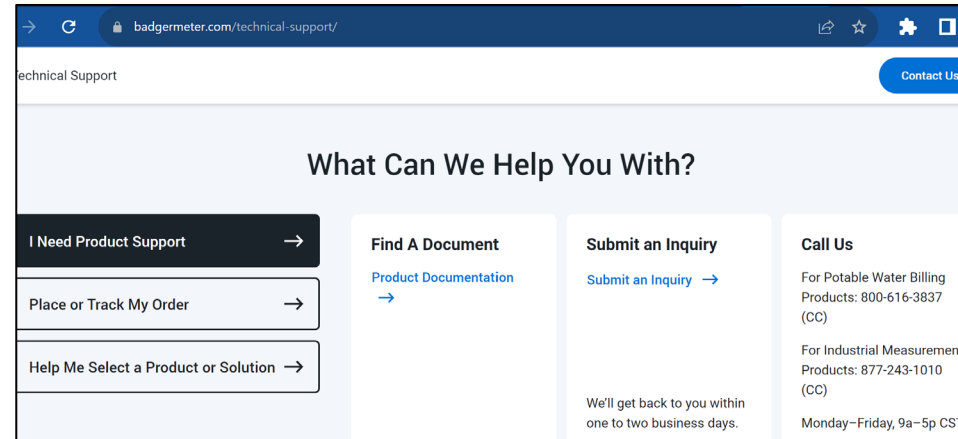 badgermeter.com/technical-support/
echnical Support
Contact Us
What Can We Help You With?
I Need Product Support →
Place or Track My Order →
Help Me Select a Product or Solution →
Find A Document
Product Documentation
→
Submit an Inquiry
Submit an Inquiry →
We'll get back to you within
one to two business days.
Call Us
For Potable Water Billing
Products: 800-616-3837
(CC)
For Industrial Measuremen
Products: 877-243-1010
(CC)
Monday–Friday, 9a–5p CST